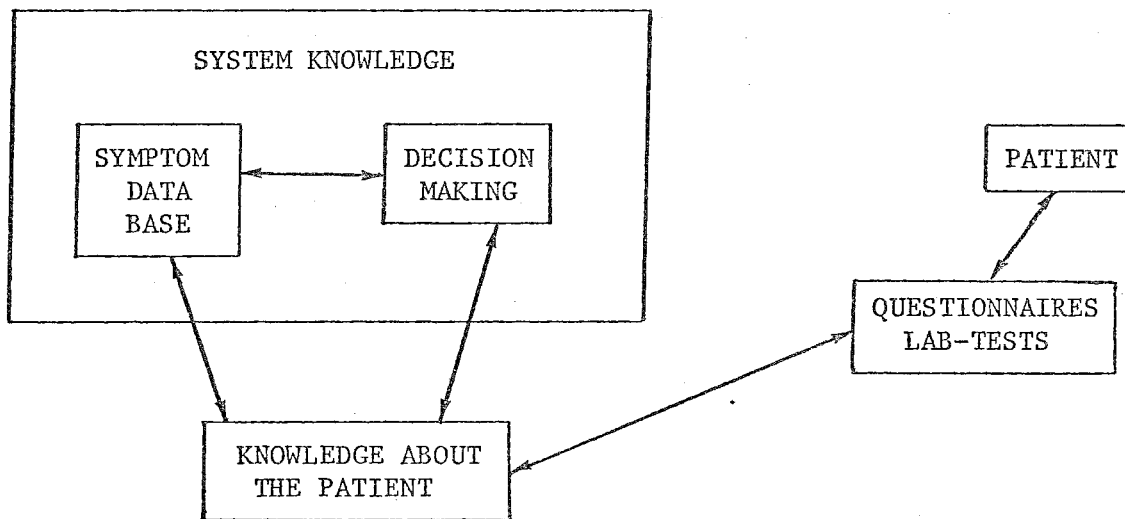 SYSTEM KNOWLEDGE
SYMPTOM
DATA
BASE
DECISION
MAKING
PATIENT
QUESTIONNAIRES
LAB-TESTS
KNOWLEDGE ABOUT
THE PATIENT